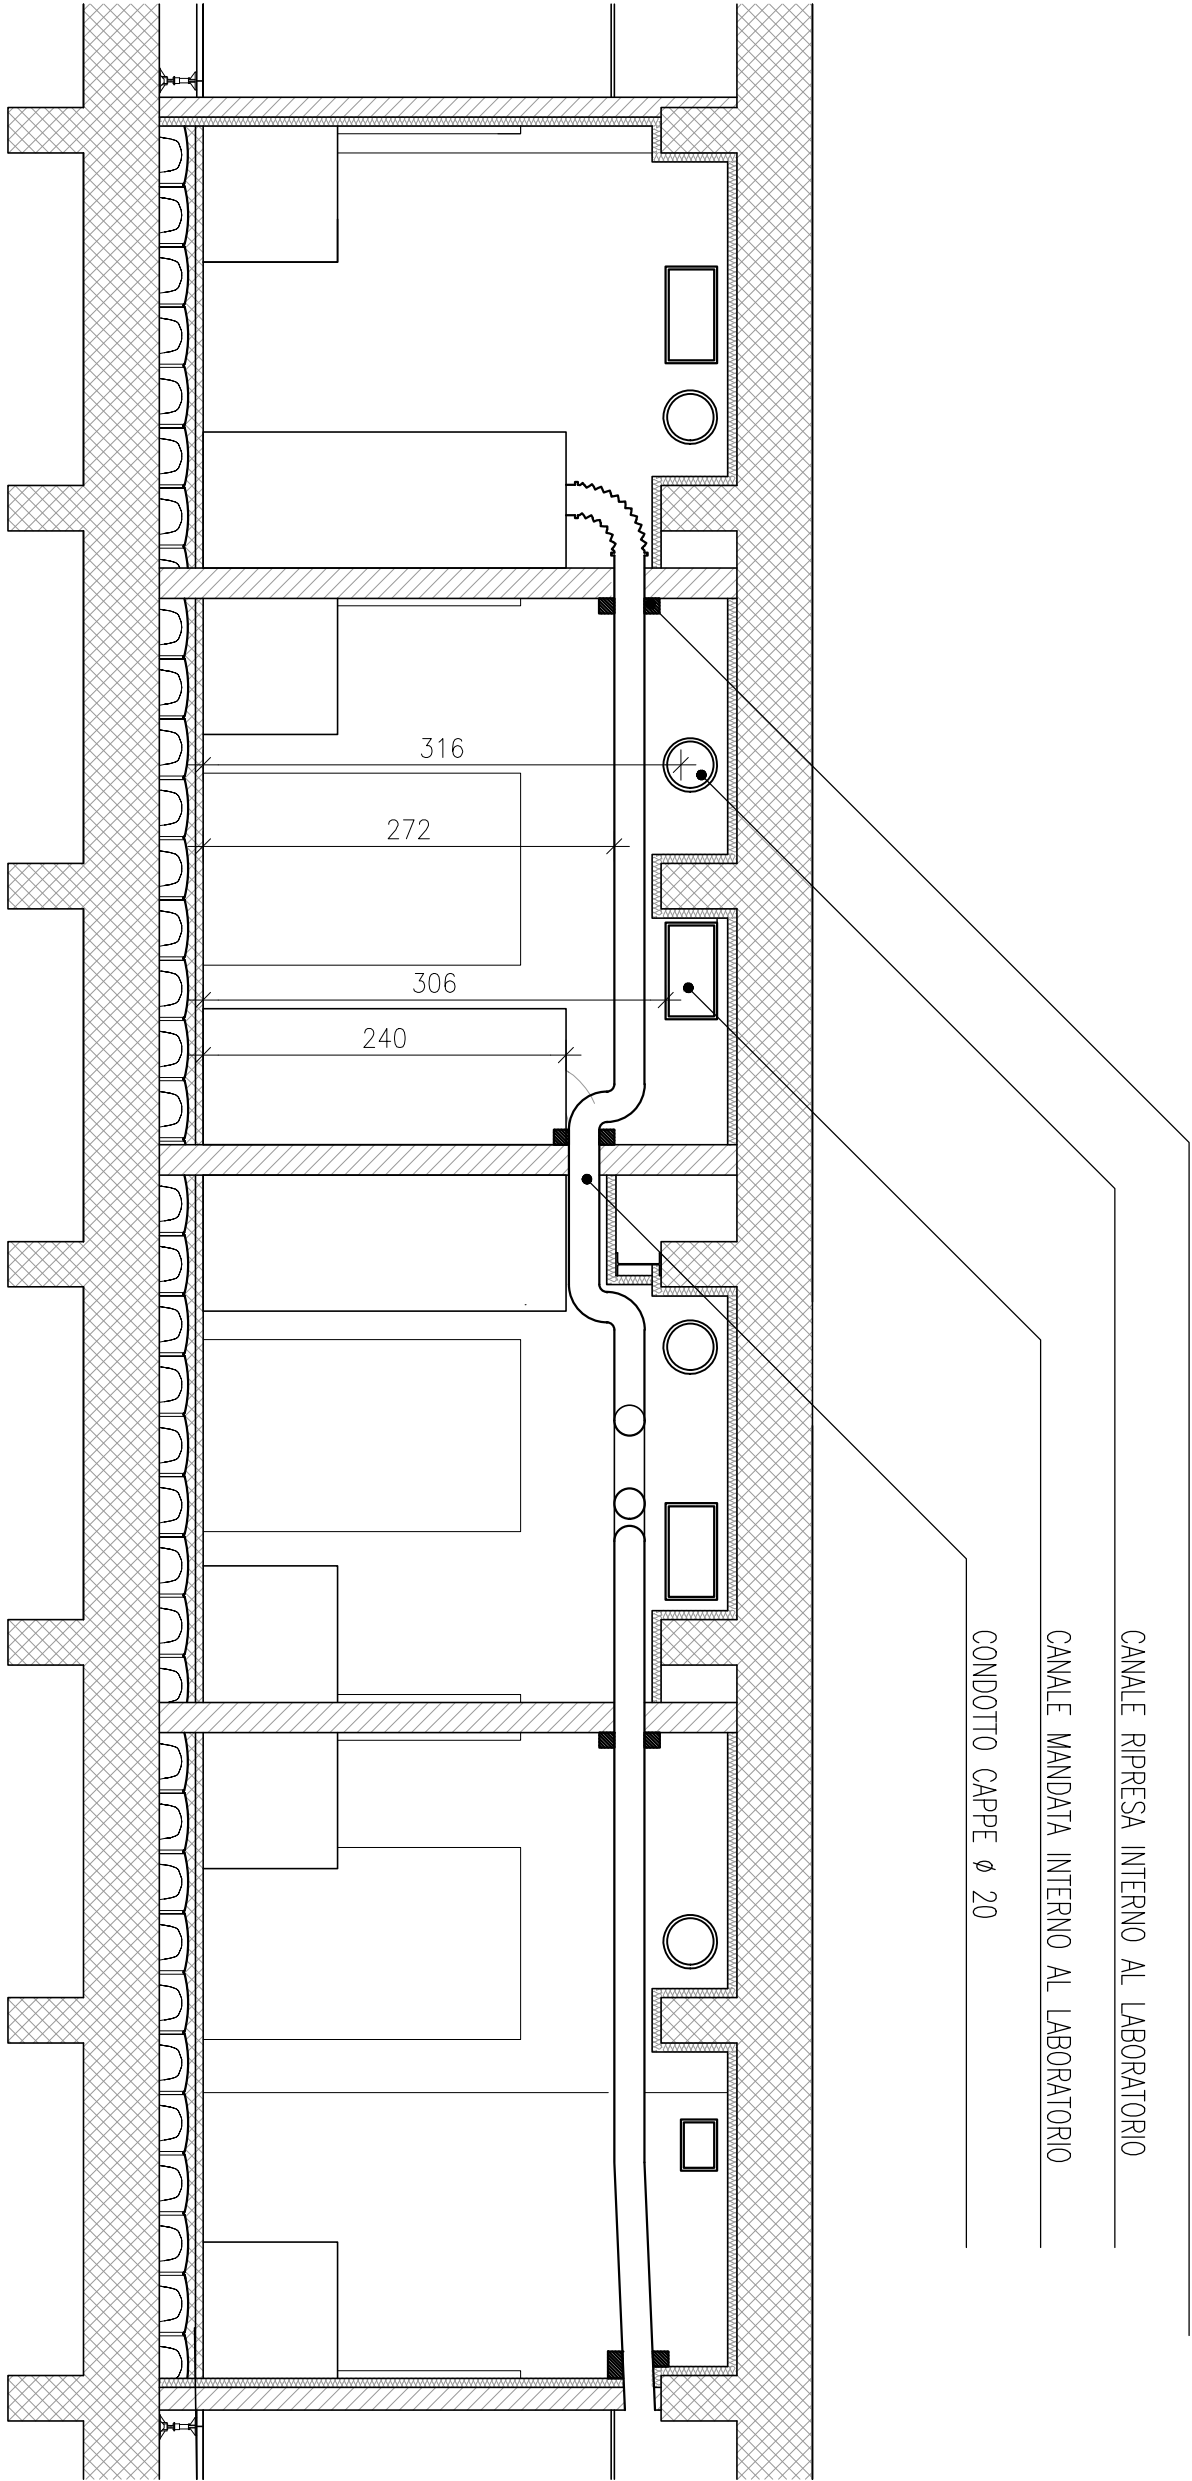 CANALE RIPRESA INTERNO AL LABORATORIO
CANALE MANDATA INTERNO AL LABORATORIO
CONDOTTO CAPPE ø 20
316
272
306
240